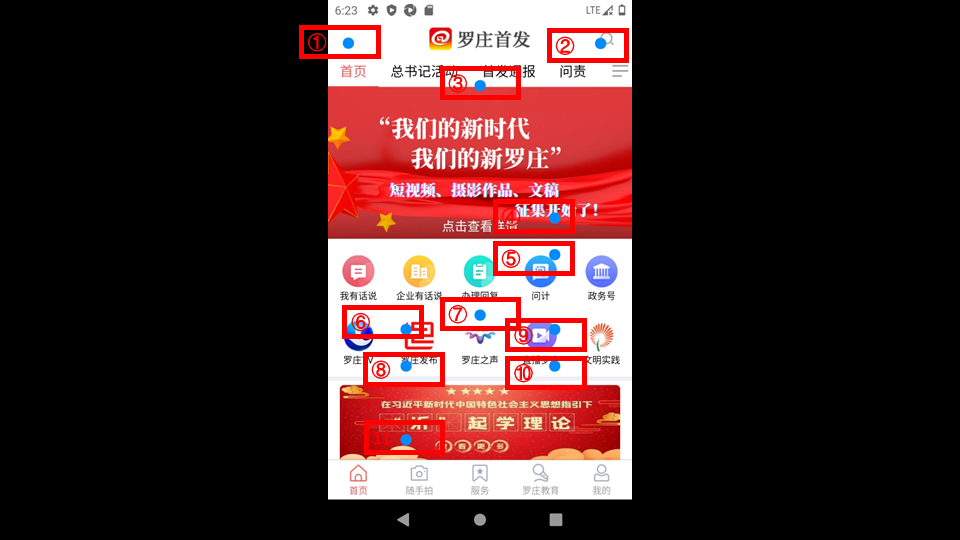 6:23 LTE
① 罗庄首发 ②
首页 总书记活动 首发通报 问责
③
“我们的新时代
我们的新罗庄”
短视频、摄影作品、文稿
征集开始了!
④
点击查看详情
⑤
我有话说 企业有话说 办理回复 问计 政务号
⑥ ⑦ ⑨
罗庄TV 罗庄发布 罗庄之声 直播罗庄 文明实践
⑧ ⑩
在习近平新时代中国特色社会主义思想指引下
起学理论
⑪
首页 随手拍 服务 罗庄教育 我的